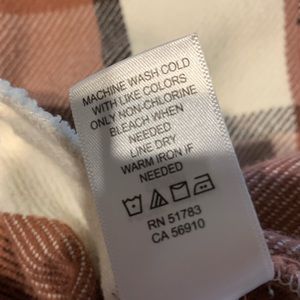 MACHINE WASH COLD
WITH LIKE COLORS
ONLY NON-CHLORINE
BLEACH WHEN
NEEDED
LINE DRY
WARM IRON IF
NEEDED
RN 51783
CA 56910